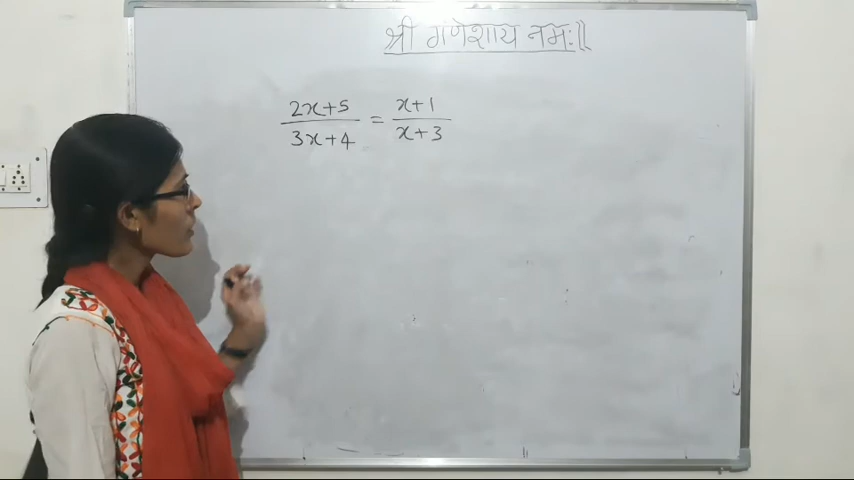 श्री गणेशाय नमः॥
2x+5/3x+4 = x+1/x+3